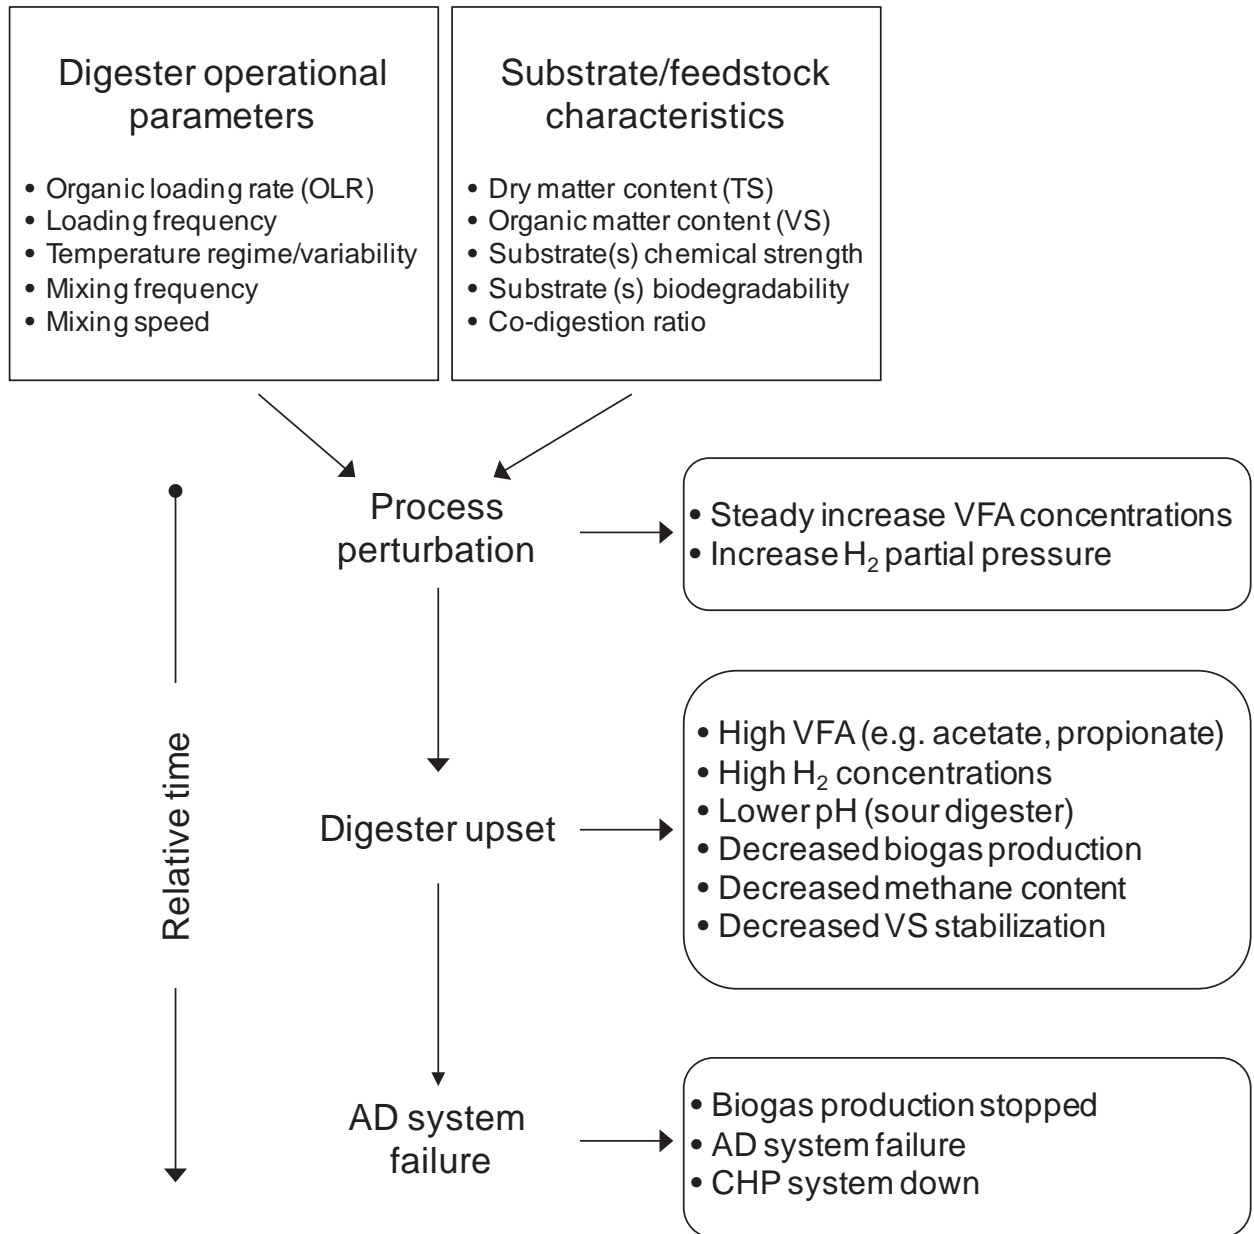 Digester operational
parameters
• Organic loading rate (OLR)
• Loading frequency
• Temperature regime/variability
• Mixing frequency
• Mixing speed
Substrate/feedstock
characteristics
• Dry matter content (TS)
• Organic matter content (VS)
• Substrate(s) chemical strength
• Substrate (s) biodegradability
• Co-digestion ratio
Process
perturbation
• Steady increase VFA concentrations
• Increase H₂ partial pressure
Relative time
Digester upset
• High VFA (e.g. acetate, propionate)
• High H₂ concentrations
• Lower pH (sour digester)
• Decreased biogas production
• Decreased methane content
• Decreased VS stabilization
AD system
failure
• Biogas production stopped
• AD system failure
• CHP system down